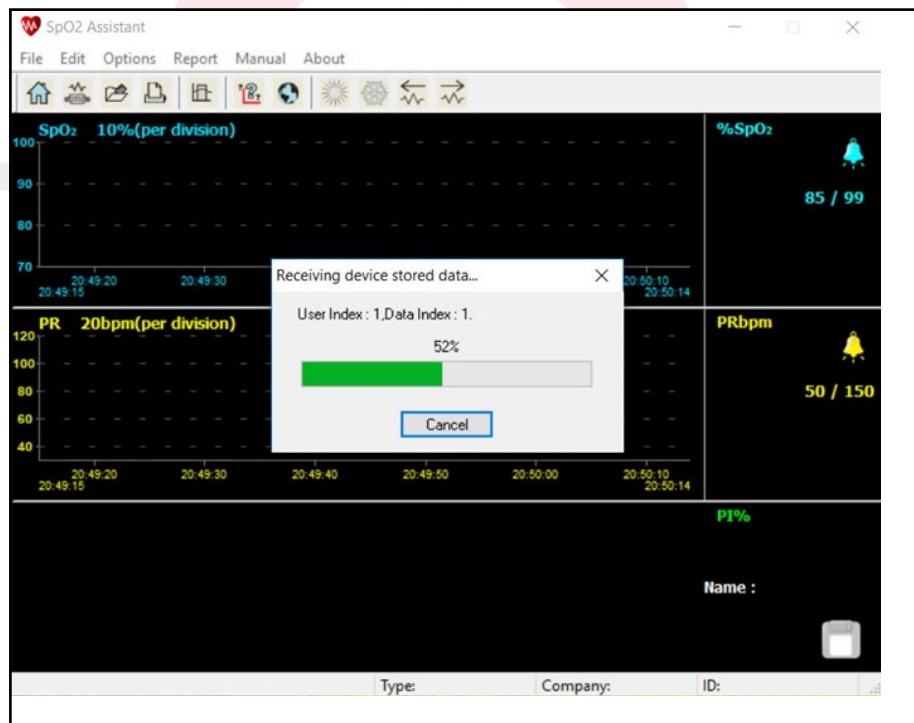 SpO2 Assistant
File Edit Options Report Manual About
SpO₂ 10%(per division)
100
90
80
70
20:49:15 20:49:20 20:49:30 20:50:10 20:50:14
%SpO₂
85 / 99
Receiving device stored data...
User Index : 1,Data Index : 1.
52%
Cancel
PR 20bpm(per division)
120
100
80
60
40
20:49:15 20:49:20 20:49:30 20:49:40 20:49:50 20:50:00 20:50:10 20:50:14
PRbpm
50 / 150
PI%
Name :
Type: Company: ID: